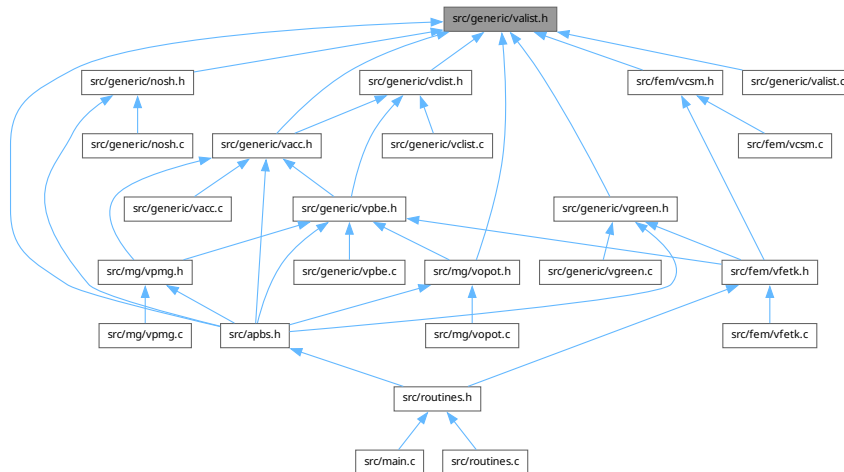 src/generic/valist.h
src/generic/nosh.h
src/generic/vclist.h
src/fem/vcsm.h
src/generic/valist.c
src/generic/nosh.c
src/generic/vacc.h
src/generic/vclist.c
src/fem/vcsm.c
src/generic/vacc.c
src/generic/vpbe.h
src/generic/vgreen.h
src/mg/vpmg.h
src/generic/vpbe.c
src/mg/vopot.h
src/generic/vgreen.c
src/fem/vfetk.h
src/mg/vpmg.c
src/apbs.h
src/mg/vopot.c
src/fem/vfetk.c
src/routines.h
src/main.c
src/routines.c